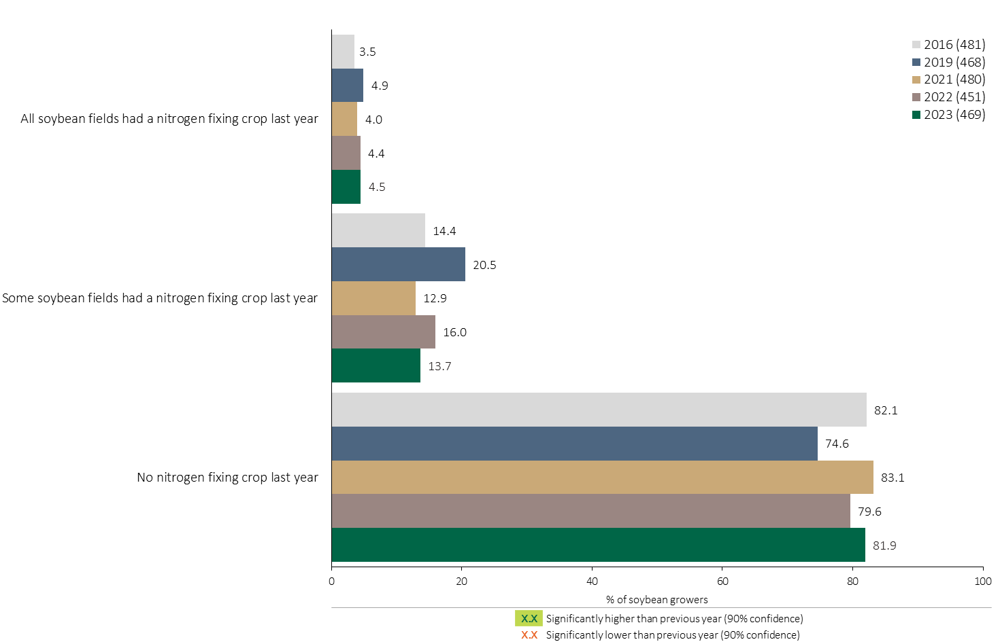 2016 (481)
2019 (468)
2021 (480)
2022 (451)
2023 (469)
All soybean fields had a nitrogen fixing crop last year
3.5
4.9
4.0
4.4
4.5
Some soybean fields had a nitrogen fixing crop last year
14.4
20.5
12.9
16.0
13.7
No nitrogen fixing crop last year
82.1
74.6
83.1
79.6
81.9
0 20 40 60 80 100
% of soybean growers
X.X Significantly higher than previous year (90% confidence)
X.X Significantly lower than previous year (90% confidence)